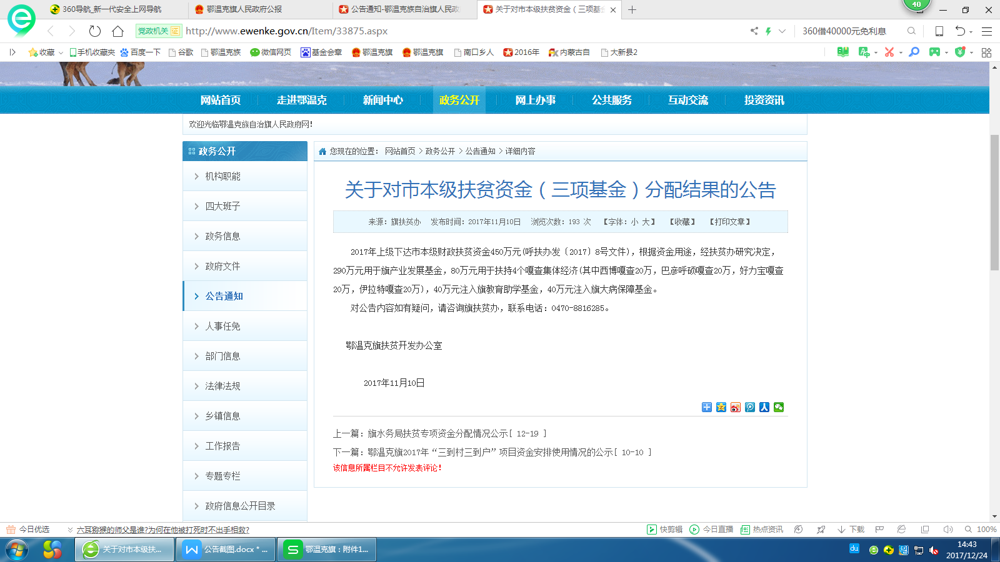 360导航_新一代安全上网导航
鄂温克旗人民政府公报
公告通知-鄂温克族自治旗人民政
关于对市本级扶贫资金（三项基金
40
党政机关 证
http://www.ewenke.gov.cn/Item/33875.aspx
360借40000元免利息
收藏
手机收藏夹
百度一下
谷歌
鄂温克族
微信网页
基金会章
鄂温克旗
鄂温克旗
南口乡人
2016年
内蒙古自
大新县2
网站首页
走进鄂温克
新闻中心
政务公开
网上办事
公共服务
互动交流
投资资讯
欢迎光临鄂温克族自治旗人民政府网!
政务公开
机构职能
四大班子
政务信息
政府文件
公告通知
人事任免
部门信息
法律法规
乡镇信息
工作报告
专题专栏
政府信息公开目录
您现在的位置： 网站首页 > 政务公开 > 公告通知 > 详细内容
关于对市本级扶贫资金（三项基金）分配结果的公告
来源：旗扶贫办 发布时间：2017年11月10日 浏览次数：193 次 【字体：小 大】 【收藏】 【打印文章】
2017年上级下达市本级财政扶贫资金450万元(呼扶办发〔2017〕8号文件)，根据资金用途，经扶贫办研究决定，
290万元用于旗产业发展基金，80万元用于扶持4个嘎查集体经济(其中西博嘎查20万，巴彦呼硕嘎查20万，好力宝嘎查
20万，伊拉特嘎查20万)，40万元注入旗教育助学基金，40万元注入旗大病保障基金。
对公告内容如有疑问，请咨询旗扶贫办，联系电话：0470-8816285。
鄂温克旗扶贫开发办公室
2017年11月10日
上一篇：旗水务局扶贫专项资金分配情况公示[ 12-19 ]
下一篇：鄂温克旗2017年“三到村三到户”项目资金安排使用情况的公示[ 10-10 ]
该信息所属栏目不允许发表评论!
今日优选
六耳猕猴的师父是谁?为何在他被打死时不出手相救?
快剪辑
今日直播
热点资讯
下载
100%
关于对市本级扶...
公告截图.docx * ...
鄂温克旗：附件1...
du
14:43
2017/12/24